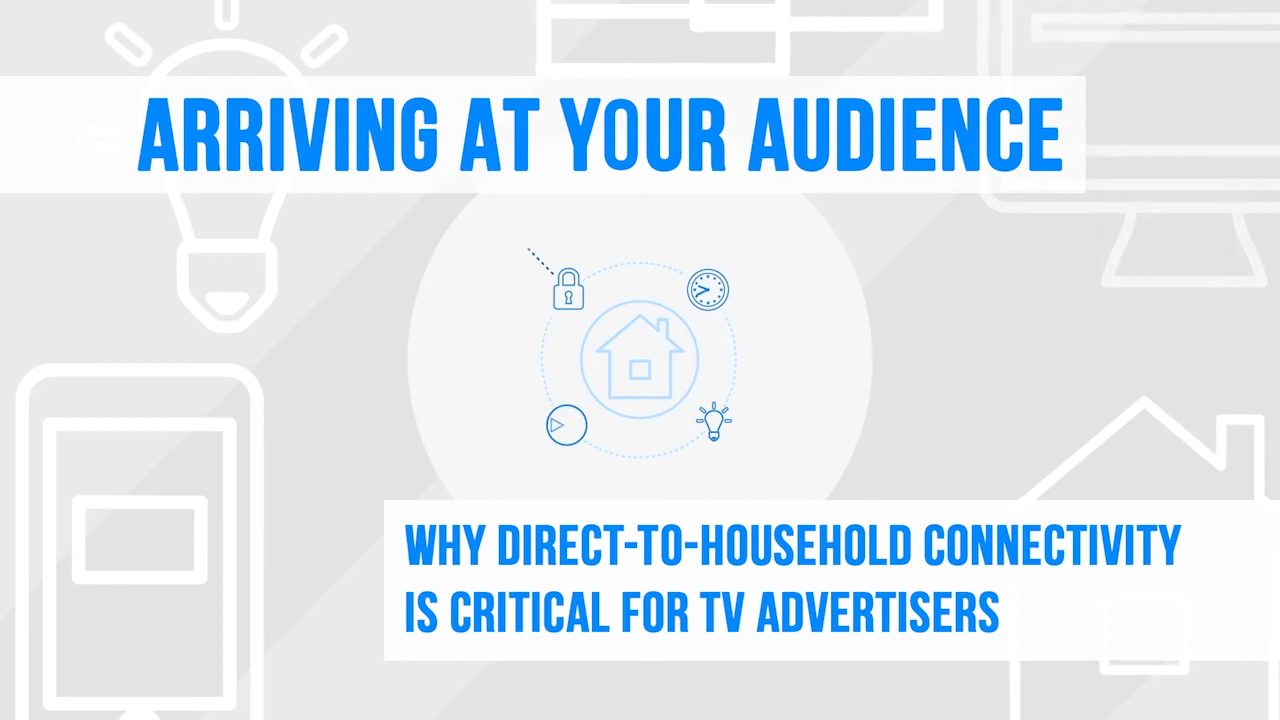 ARRIVING AT YOUR AUDIENCE
WHY DIRECT-TO-HOUSEHOLD CONNECTIVITY
IS CRITICAL FOR TV ADVERTISERS